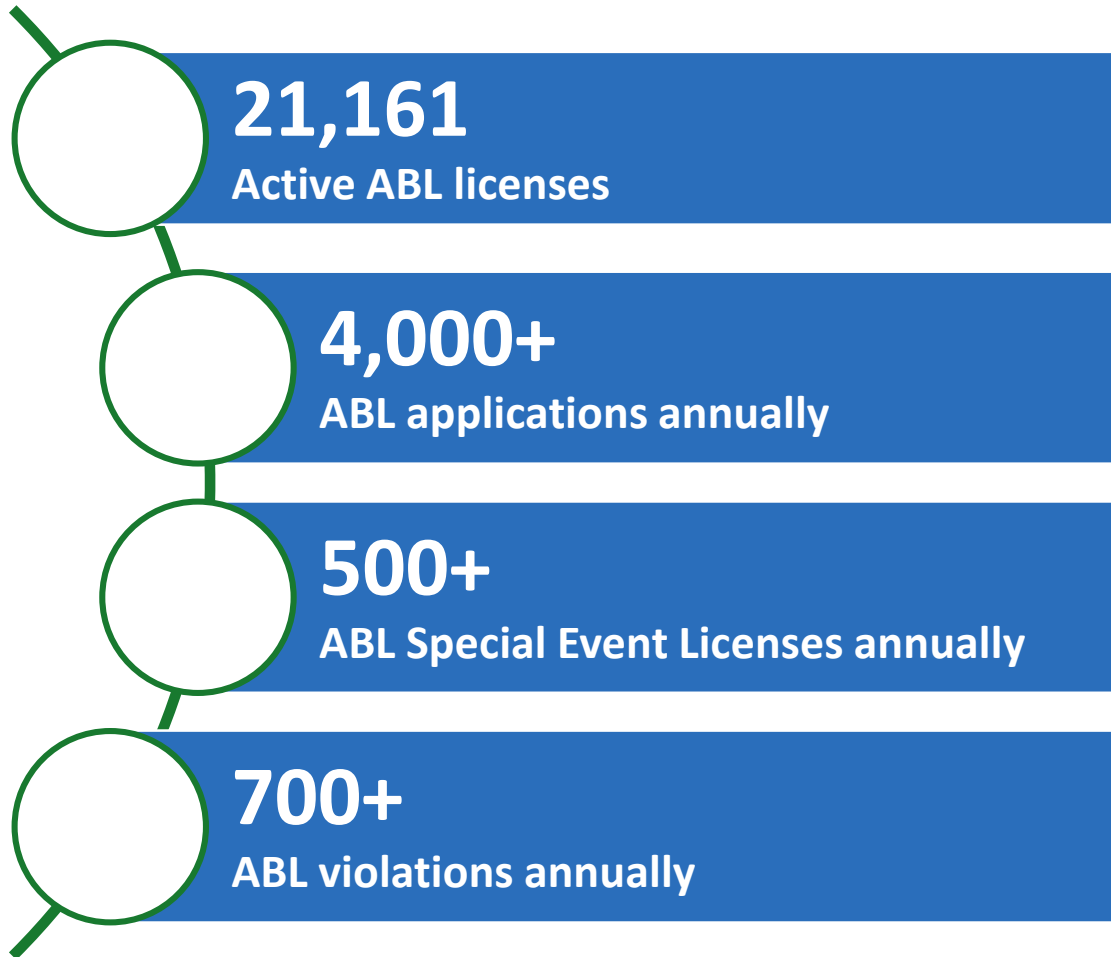 21,161
Active ABL licenses
4,000+
ABL applications annually
500+
ABL Special Event Licenses annually
700+
ABL violations annually